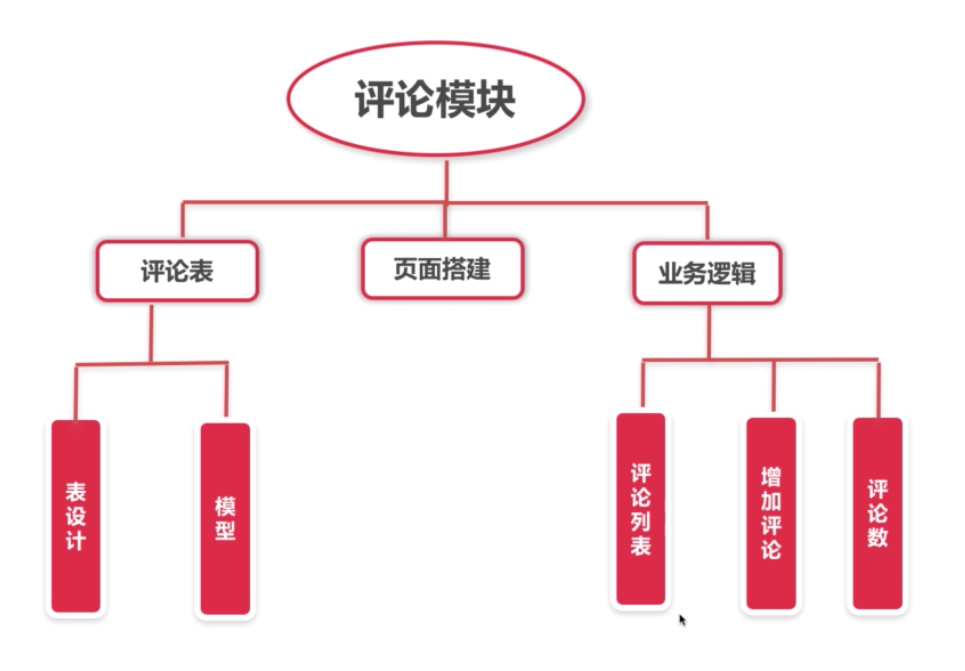 评论模块
评论表
页面搭建
业务逻辑
表设计
模型
评论列表
增加评论
评论数